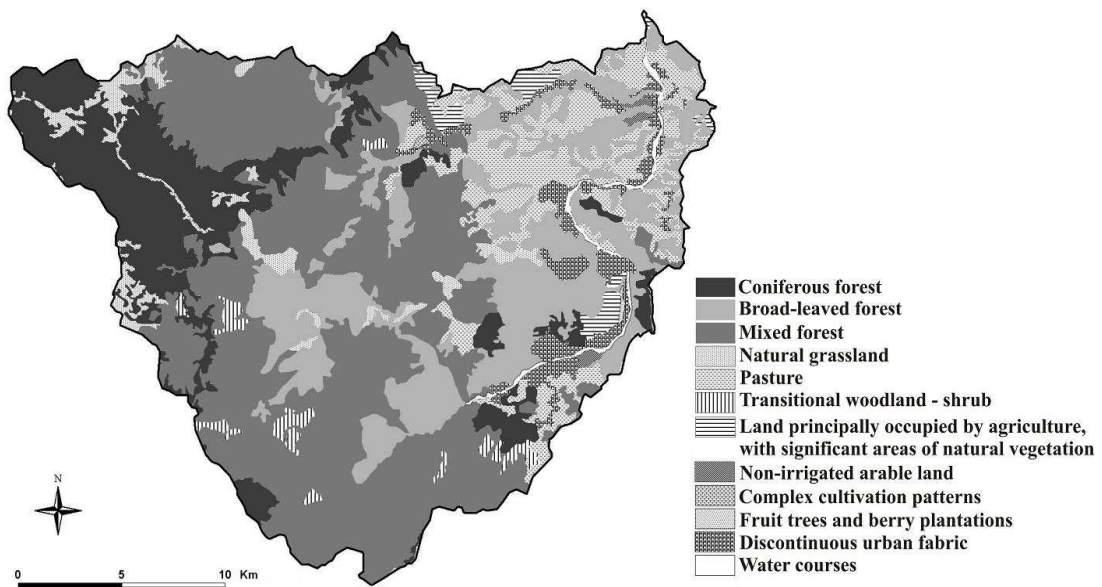 Coniferous forest
Broad-leaved forest
Mixed forest
Natural grassland
Pasture
Transitional woodland - shrub
Land principally occupied by agriculture,
with significant areas of natural vegetation
Non-irrigated arable land
Complex cultivation patterns
Fruit trees and berry plantations
Discontinuous urban fabric
Water courses
N
0 5 10 Km